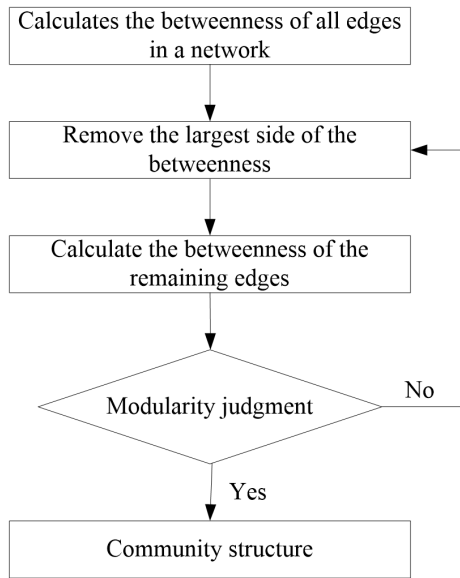 Calculates the betweenness of all edges
in a network
Remove the largest side of the
betweenness
Calculate the betweenness of the
remaining edges
Modularity judgment
No
Yes
Community structure